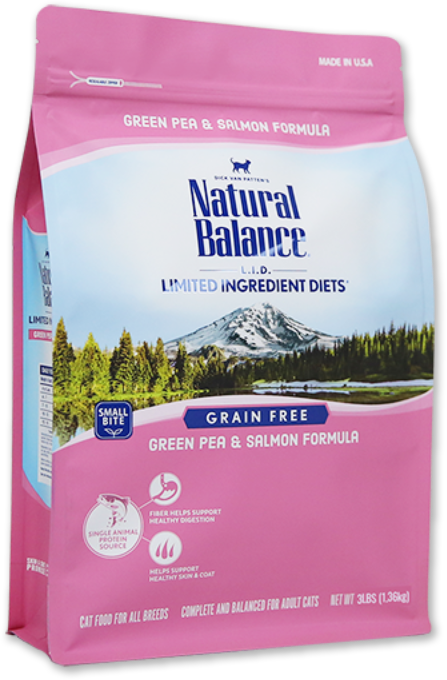 MADE IN U.S.A
GREEN PEA & SALMON FORMULA
DICK VAN PATTEN'S
Natural
Balance
L.I.D.
LIMITED INGREDIENT DIETS®
SMALL
BITE
GRAIN FREE
GREEN PEA & SALMON FORMULA
SINGLE ANIMAL
PROTEIN
SOURCE
FIBER HELPS SUPPORT
HEALTHY DIGESTION
HELPS SUPPORT
HEALTHY SKIN & COAT
CAT FOOD FOR ALL BREEDS
COMPLETE AND BALANCED FOR ADULT CATS
NET WT 3LBS (1.36kg)